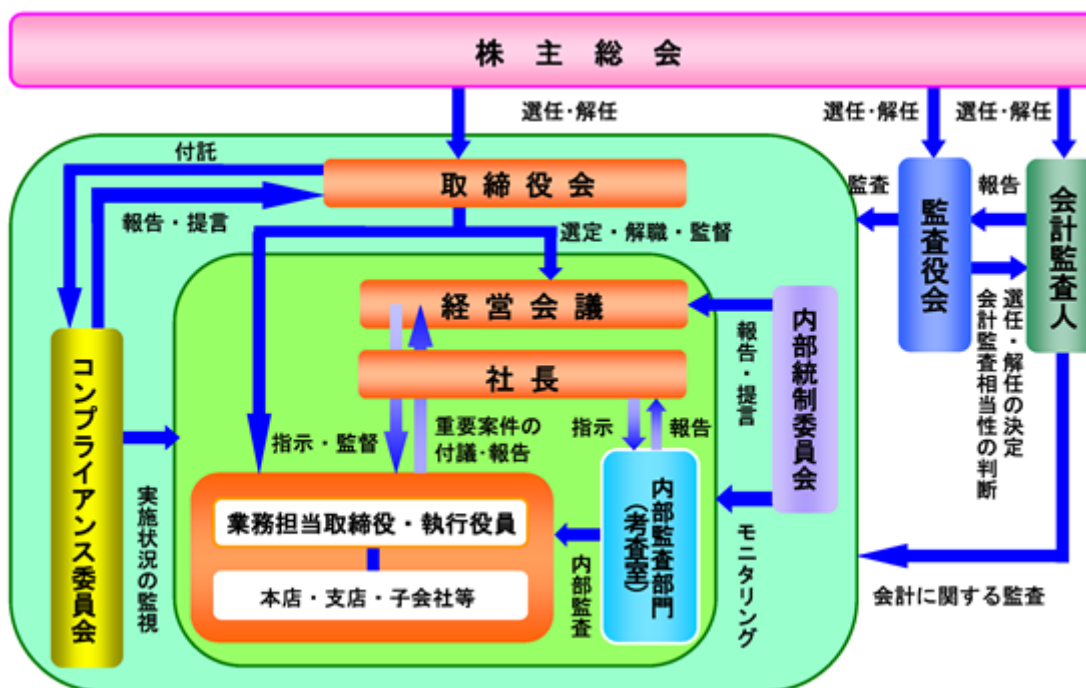 株主総会
選任・解任
選任・解任
選任・解任
付託
取締役会
監査
報告
報告・提言
選定・解職・監督
監査役会
会計監査人
経営会議
内部統制委員会
報告・提言
選任・解任の決定
会計監査相当性の判断
社長
コンプライアンス委員会
指示・監督
重要案件の
付議・報告
指示
報告
実施状況の監視
業務担当取締役・執行役員
本店・支店・子会社等
内部監査
内部監査部門
（考査室）
モニタリング
会計に関する監査